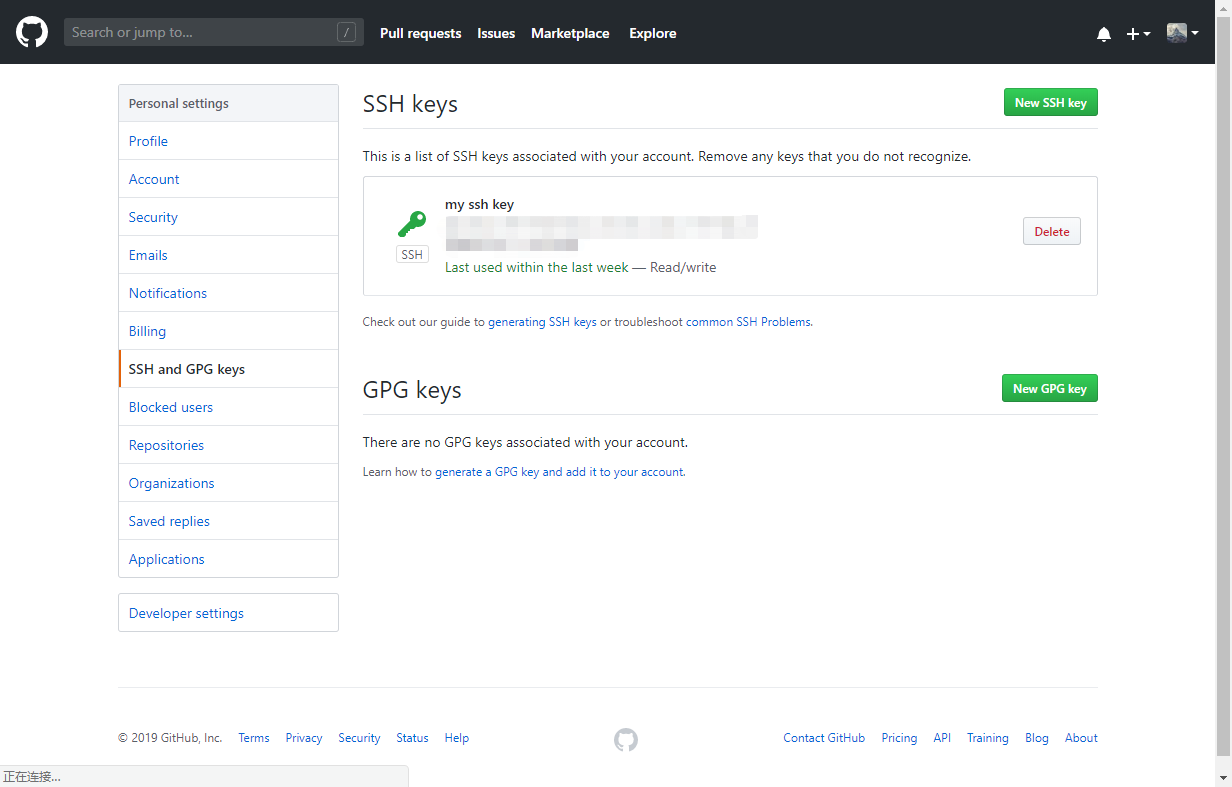 Search or jump to... / Pull requests Issues Marketplace Explore
Personal settings
Profile
Account
Security
Emails
Notifications
Billing
SSH and GPG keys
Blocked users
Repositories
Organizations
Saved replies
Applications
Developer settings
SSH keys New SSH key
This is a list of SSH keys associated with your account. Remove any keys that you do not recognize.
my ssh key
SSH
Last used within the last week — Read/write
Delete
Check out our guide to generating SSH keys or troubleshoot common SSH Problems.
GPG keys New GPG key
There are no GPG keys associated with your account.
Learn how to generate a GPG key and add it to your account.
© 2019 GitHub, Inc. Terms Privacy Security Status Help Contact GitHub Pricing API Training Blog About
正在连接...